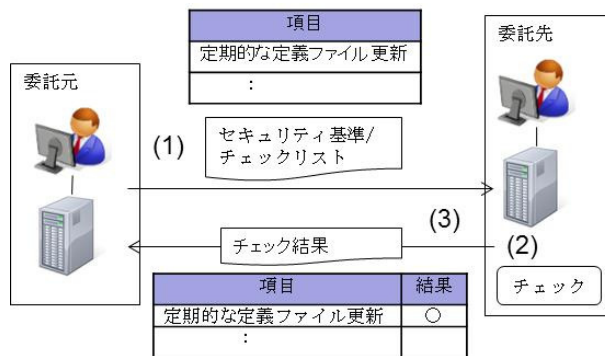 項目
定期的な定義ファイル更新
:
委託元
委託先
(1)
セキュリティ基準/
チェックリスト
(3)
チェック結果
(2)
チェック
項目 結果
定期的な定義ファイル更新 ○
: